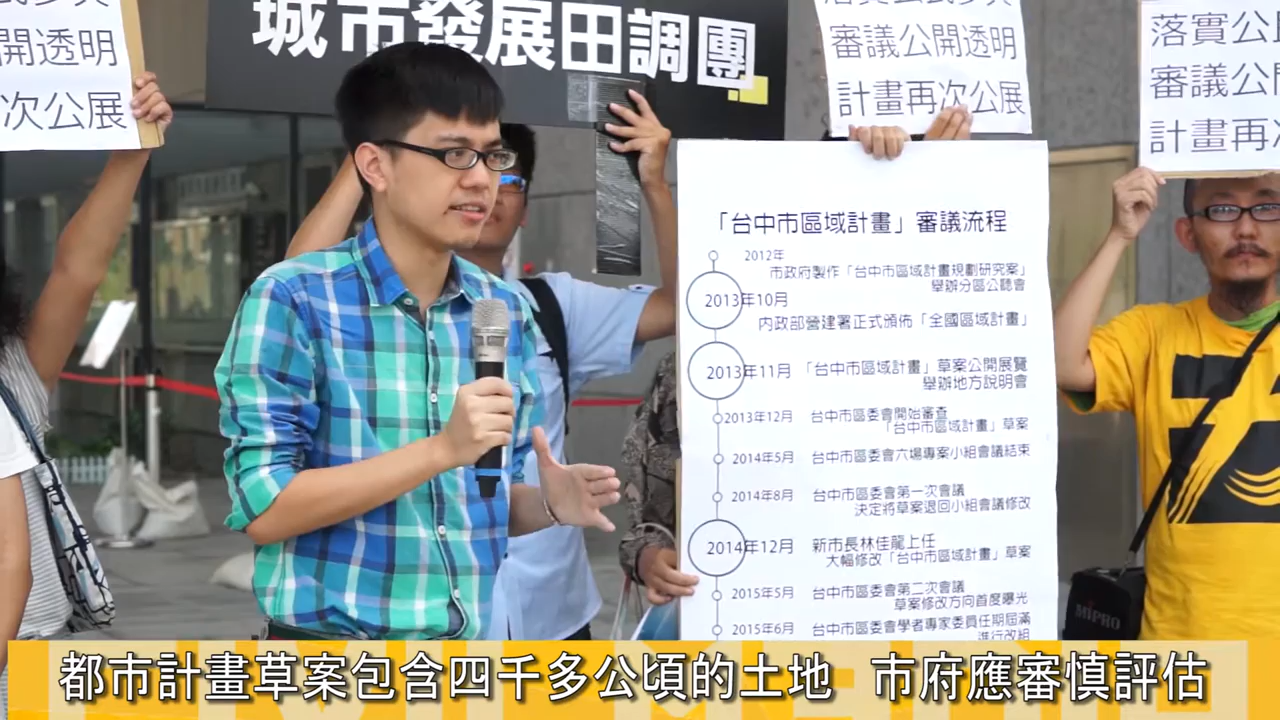 城市發展田調團
開透明
次公展
審議公開透明
計畫再次公展
落實公
審議公開
計畫再次
「台中市區域計畫」審議流程
2012年
市政府製作「台中市區域計畫規劃研究案」
舉辦分區公聽會
2013年10月
內政部營建署正式頒佈「全國區域計畫」
2013年11月 「台中市區域計畫」草案公開展覽
舉辦地方說明會
2013年12月 台中市區委會開始審查
「台中市區域計畫」草案
2014年5月 台中市區委會六場專案小組會議結束
2014年8月 台中市區委會第一次會議
決定將草案退回小組會議修改
2014年12月 新市長林佳龍上任
大幅修改「台中市區域計畫」草案
2015年5月 台中市區委會第二次會議
草案修改方向首度曝光
2015年6月 台中市區委會學者專家委員任期屆滿
進行改組
MIPRO
都市計畫草案包含四千多公頃的土地 市府應審慎評估